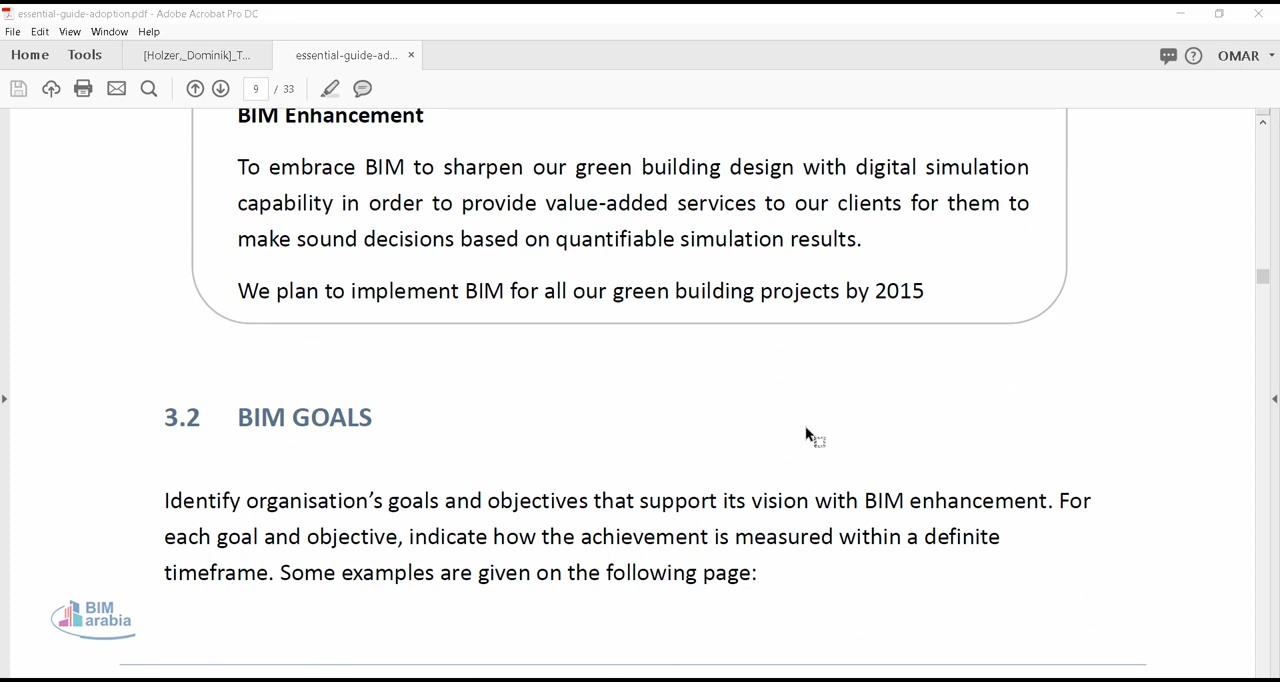 essential-guide-adoption.pdf - Adobe Acrobat Pro DC
File Edit View Window Help
Home Tools [Holzer,_Dominik]_T... essential-guide-ad... × OMAR
9 / 33
BIM Enhancement
To embrace BIM to sharpen our green building design with digital simulation
capability in order to provide value-added services to our clients for them to
make sound decisions based on quantifiable simulation results.
We plan to implement BIM for all our green building projects by 2015
3.2 BIM GOALS
Identify organisation’s goals and objectives that support its vision with BIM enhancement. For
each goal and objective, indicate how the achievement is measured within a definite
timeframe. Some examples are given on the following page:
BIM
arabia